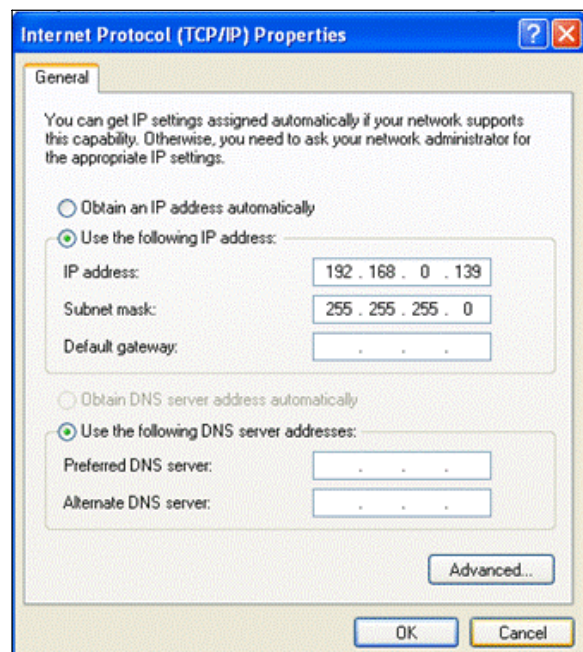 Internet Protocol (TCP/IP) Properties
General
You can get IP settings assigned automatically if your network supports
this capability. Otherwise, you need to ask your network administrator for
the appropriate IP settings.
Obtain an IP address automatically
Use the following IP address:
IP address: 192 . 168 . 0 . 139
Subnet mask: 255 . 255 . 255 . 0
Default gateway: . . .
Obtain DNS server address automatically
Use the following DNS server addresses:
Preferred DNS server: . . .
Alternate DNS server: . . .
Advanced...
OK Cancel